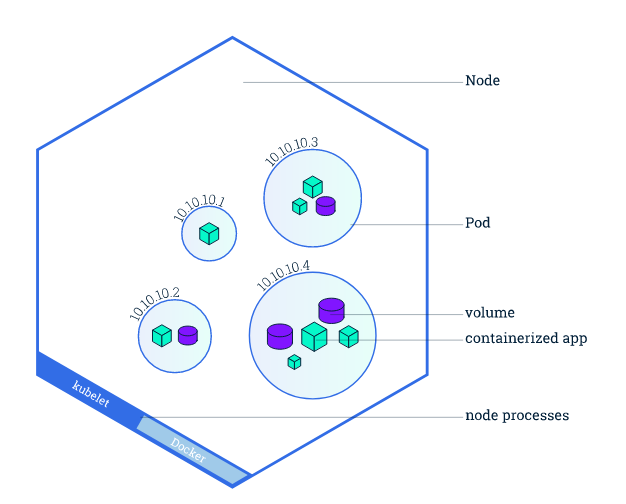 Node
10.10.10.3
10.10.10.1
Pod
10.10.10.4
10.10.10.2
volume
containerized app
kubelet
node processes
Docker